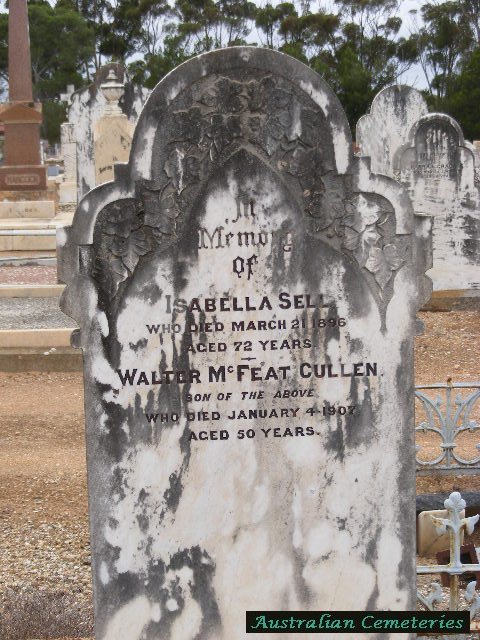 In
Memory
of
ISABELLA SELL
WHO DIED MARCH 21 1896
AGED 72 YEARS
WALTER McFEAT CULLEN
SON OF THE ABOVE
WHO DIED JANUARY 4 1907
AGED 50 YEARS.
Australian Cemeteries